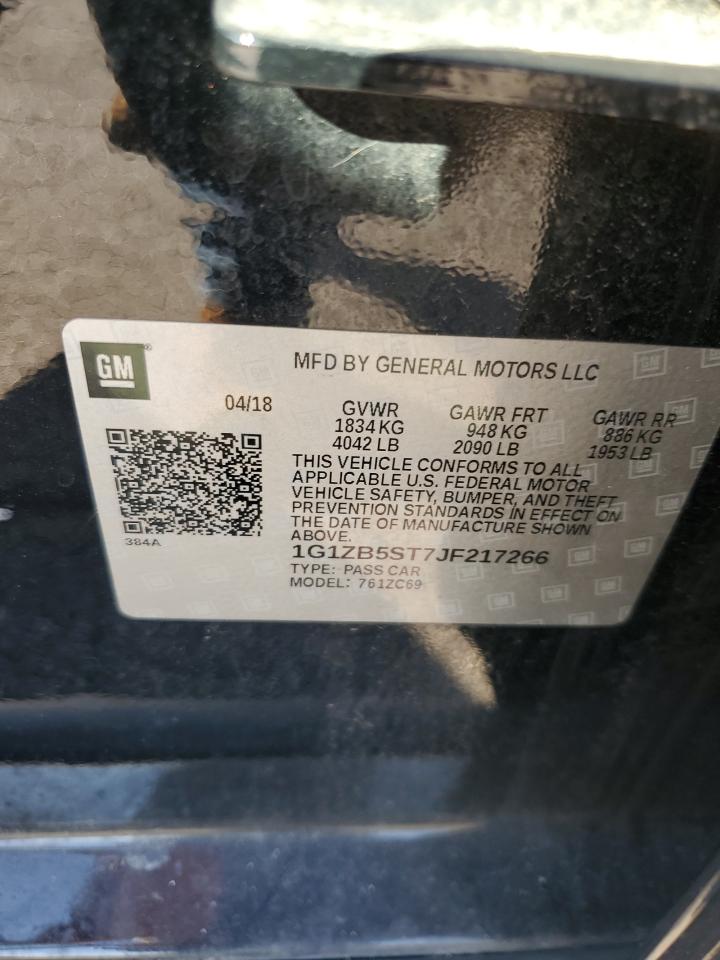 GM®
MFD BY GENERAL MOTORS LLC
04/18
GVWR GAWR FRT GAWR RR
1834 KG 948 KG 886 KG
4042 LB 2090 LB 1953 LB
THIS VEHICLE CONFORMS TO ALL
APPLICABLE U.S. FEDERAL MOTOR
VEHICLE SAFETY, BUMPER, AND THEFT
PREVENTION STANDARDS IN EFFECT ON
THE DATE OF MANUFACTURE SHOWN
ABOVE.
384A
1G1ZB5ST7JF217266
TYPE: PASS CAR
MODEL: 761ZC69